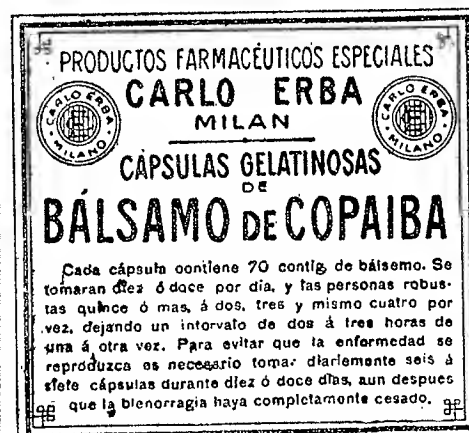 PRODUCTOS FARMACÉUTICOS ESPECIALES
CARLO ERBA
MILAN
CARLO ERBA
MILANO
CARLO ERBA
MILANO
CÁPSULAS GELATINOSAS
DE
BÁLSAMO DE COPAIBA
Cada cápsula contiene 70 contig. de bálsemo. Se
tomaran diez ó doce por dia, y las personas robus-
tas quince ó mas, á dos, tres y mismo cuatro por
vez, dejando un intorvalo de dos á tres horas de
una á otra vez. Para evitar que la enfermedad se
reproduzca es necesario tomar diariemente seis á
siete cápsulas durante diez ó doce días, aun despues
que la blenorragia haya completamente cesado.